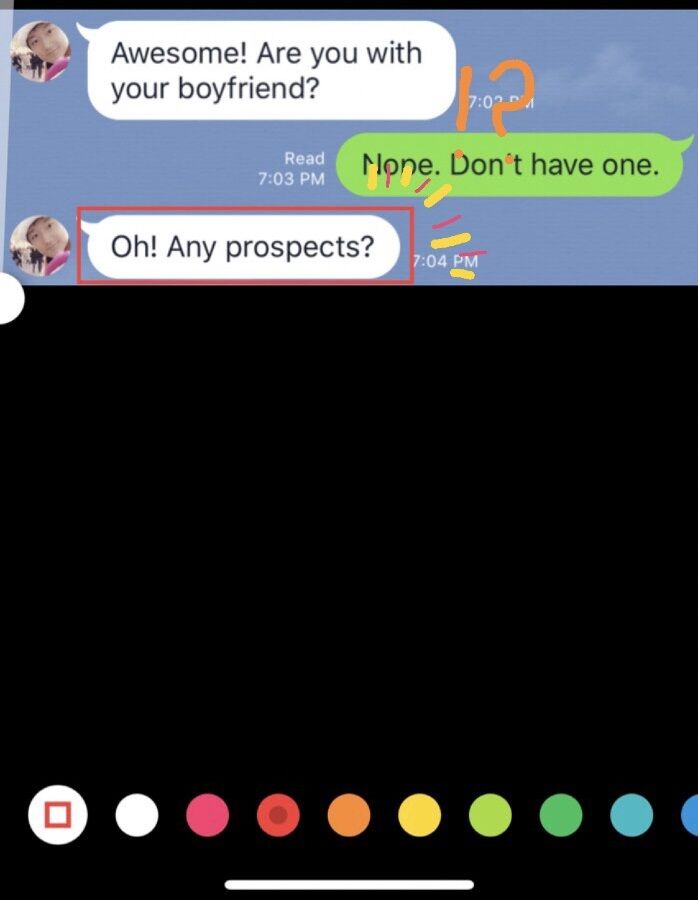 Awesome! Are you with
your boyfriend?
7:02 PM
!?
Read
7:03 PM
Nope. Don't have one.
Oh! Any prospects?
7:04 PM